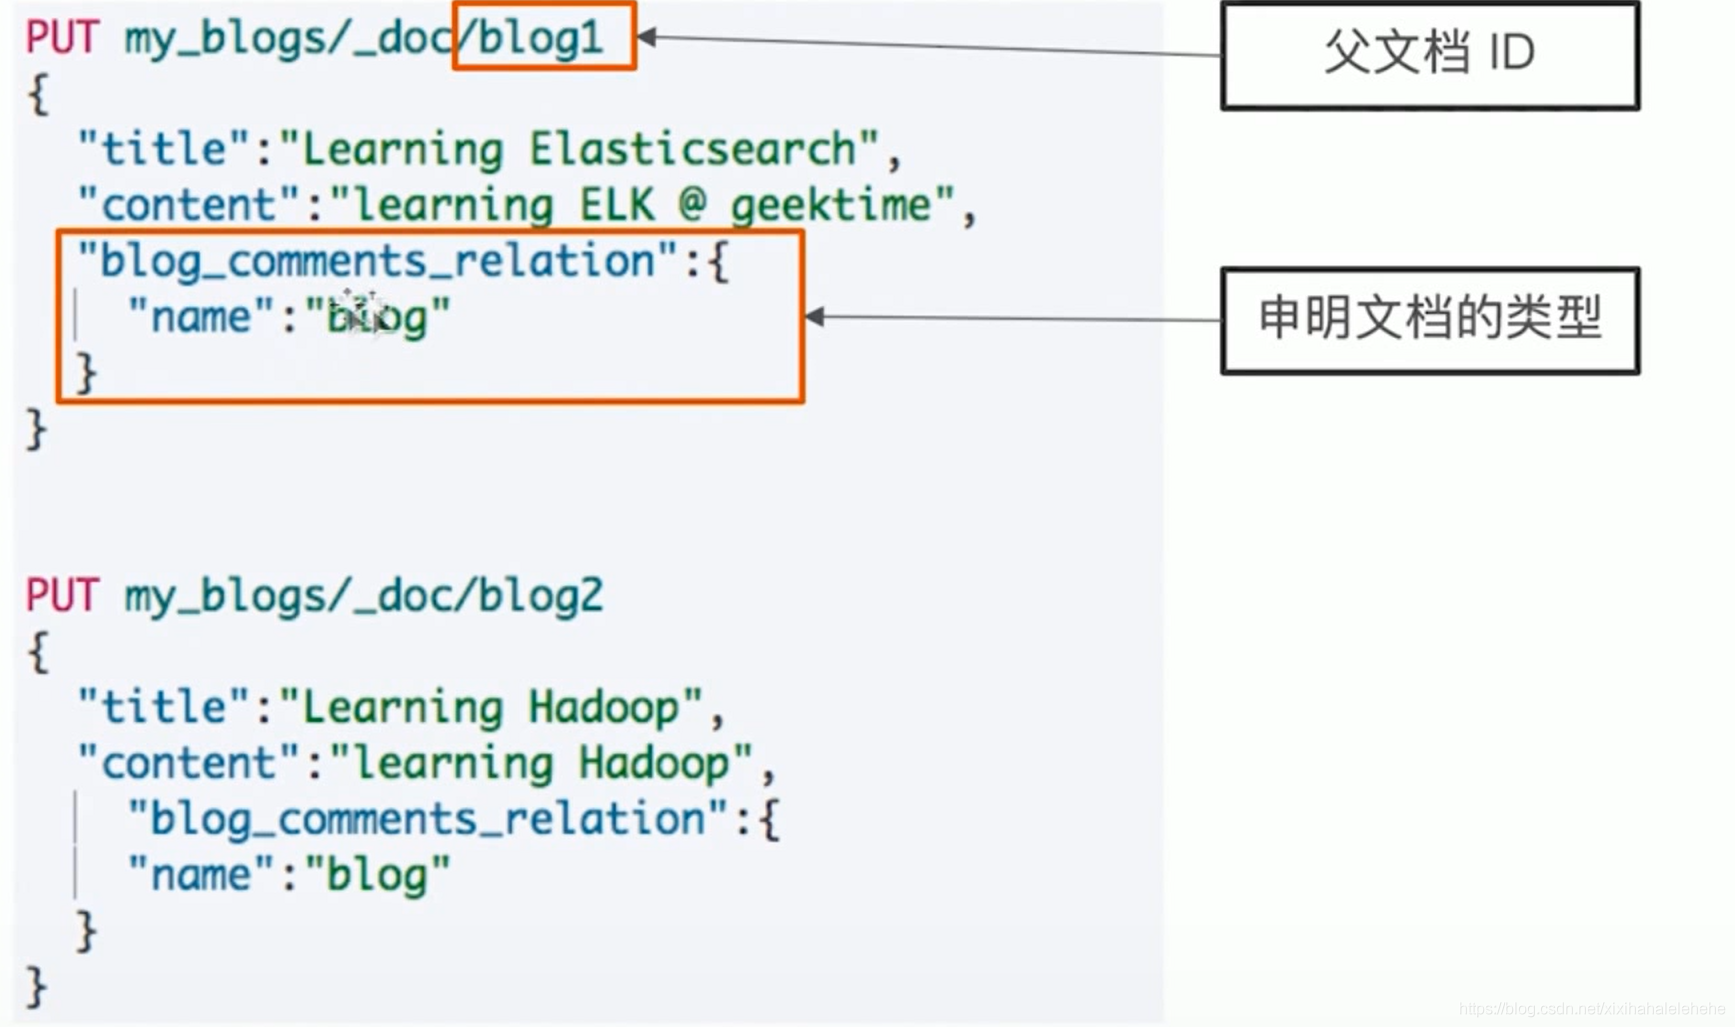 PUT my_blogs/_doc/blog1
父文档 ID
{
"title":"Learning Elasticsearch",
"content":"learning ELK @ geektime",
"blog_comments_relation":{
"name":"blog"
申明文档的类型
}
}
PUT my_blogs/_doc/blog2
{
"title":"Learning Hadoop",
"content":"learning Hadoop",
"blog_comments_relation":{
"name":"blog"
}
}
https://blog.csdn.net/xixihahalelehehe